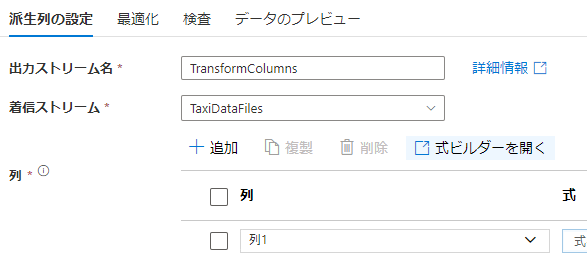 派生列の設定 最適化 検査 データのプレビュー
出力ストリーム名 * TransformColumns 詳細情報
着信ストリーム * TaxiDataFiles
追加 複製 削除 式ビルダーを開く
列 *
列 式
列1 式